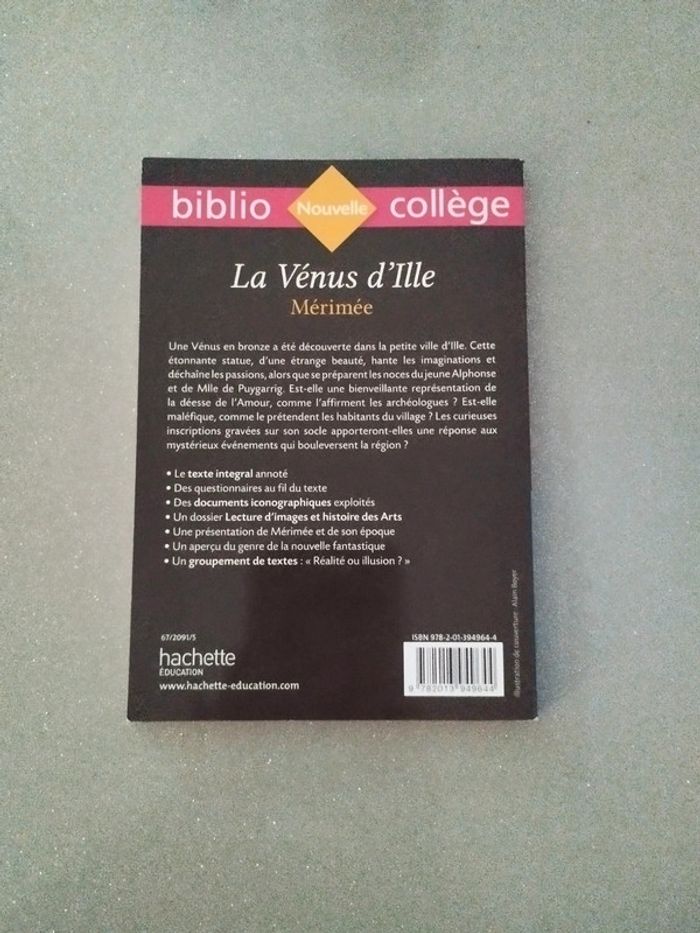 biblio Nouvelle collège
La Vénus d'Ille
Mérimée
Une Vénus en bronze a été découverte dans la petite ville d'Ille. Cette
étonnante statue, d'une étrange beauté, hante les imaginations et
déchaîne les passions, alors que se préparent les noces du jeune Alphonse
et de Mlle de Puygarrig. Est-elle une bienveillante représentation de
la déesse de l'Amour, comme l'affirment les archéologues ? Est-elle
maléfique, comme le prétendent les habitants du village ? Les curieuses
inscriptions gravées sur son socle apporteront-elles une réponse aux
mystérieux événements qui bouleversent la région ?
• Le texte integral annoté
• Des questionnaires au fil du texte
• Des documents iconographiques exploités
• Un dossier Lecture d'images et histoire des Arts
• Une présentation de Mérimée et de son époque
• Un aperçu du genre de la nouvelle fantastique
• Un groupement de textes : « Réalité ou illusion ? »
67/2091/5
hachette
ÉDUCATION
www.hachette-education.com
ISBN 978-2-01-394964-4
9 782013 949644
Illustration de couverture : Alain Boyer